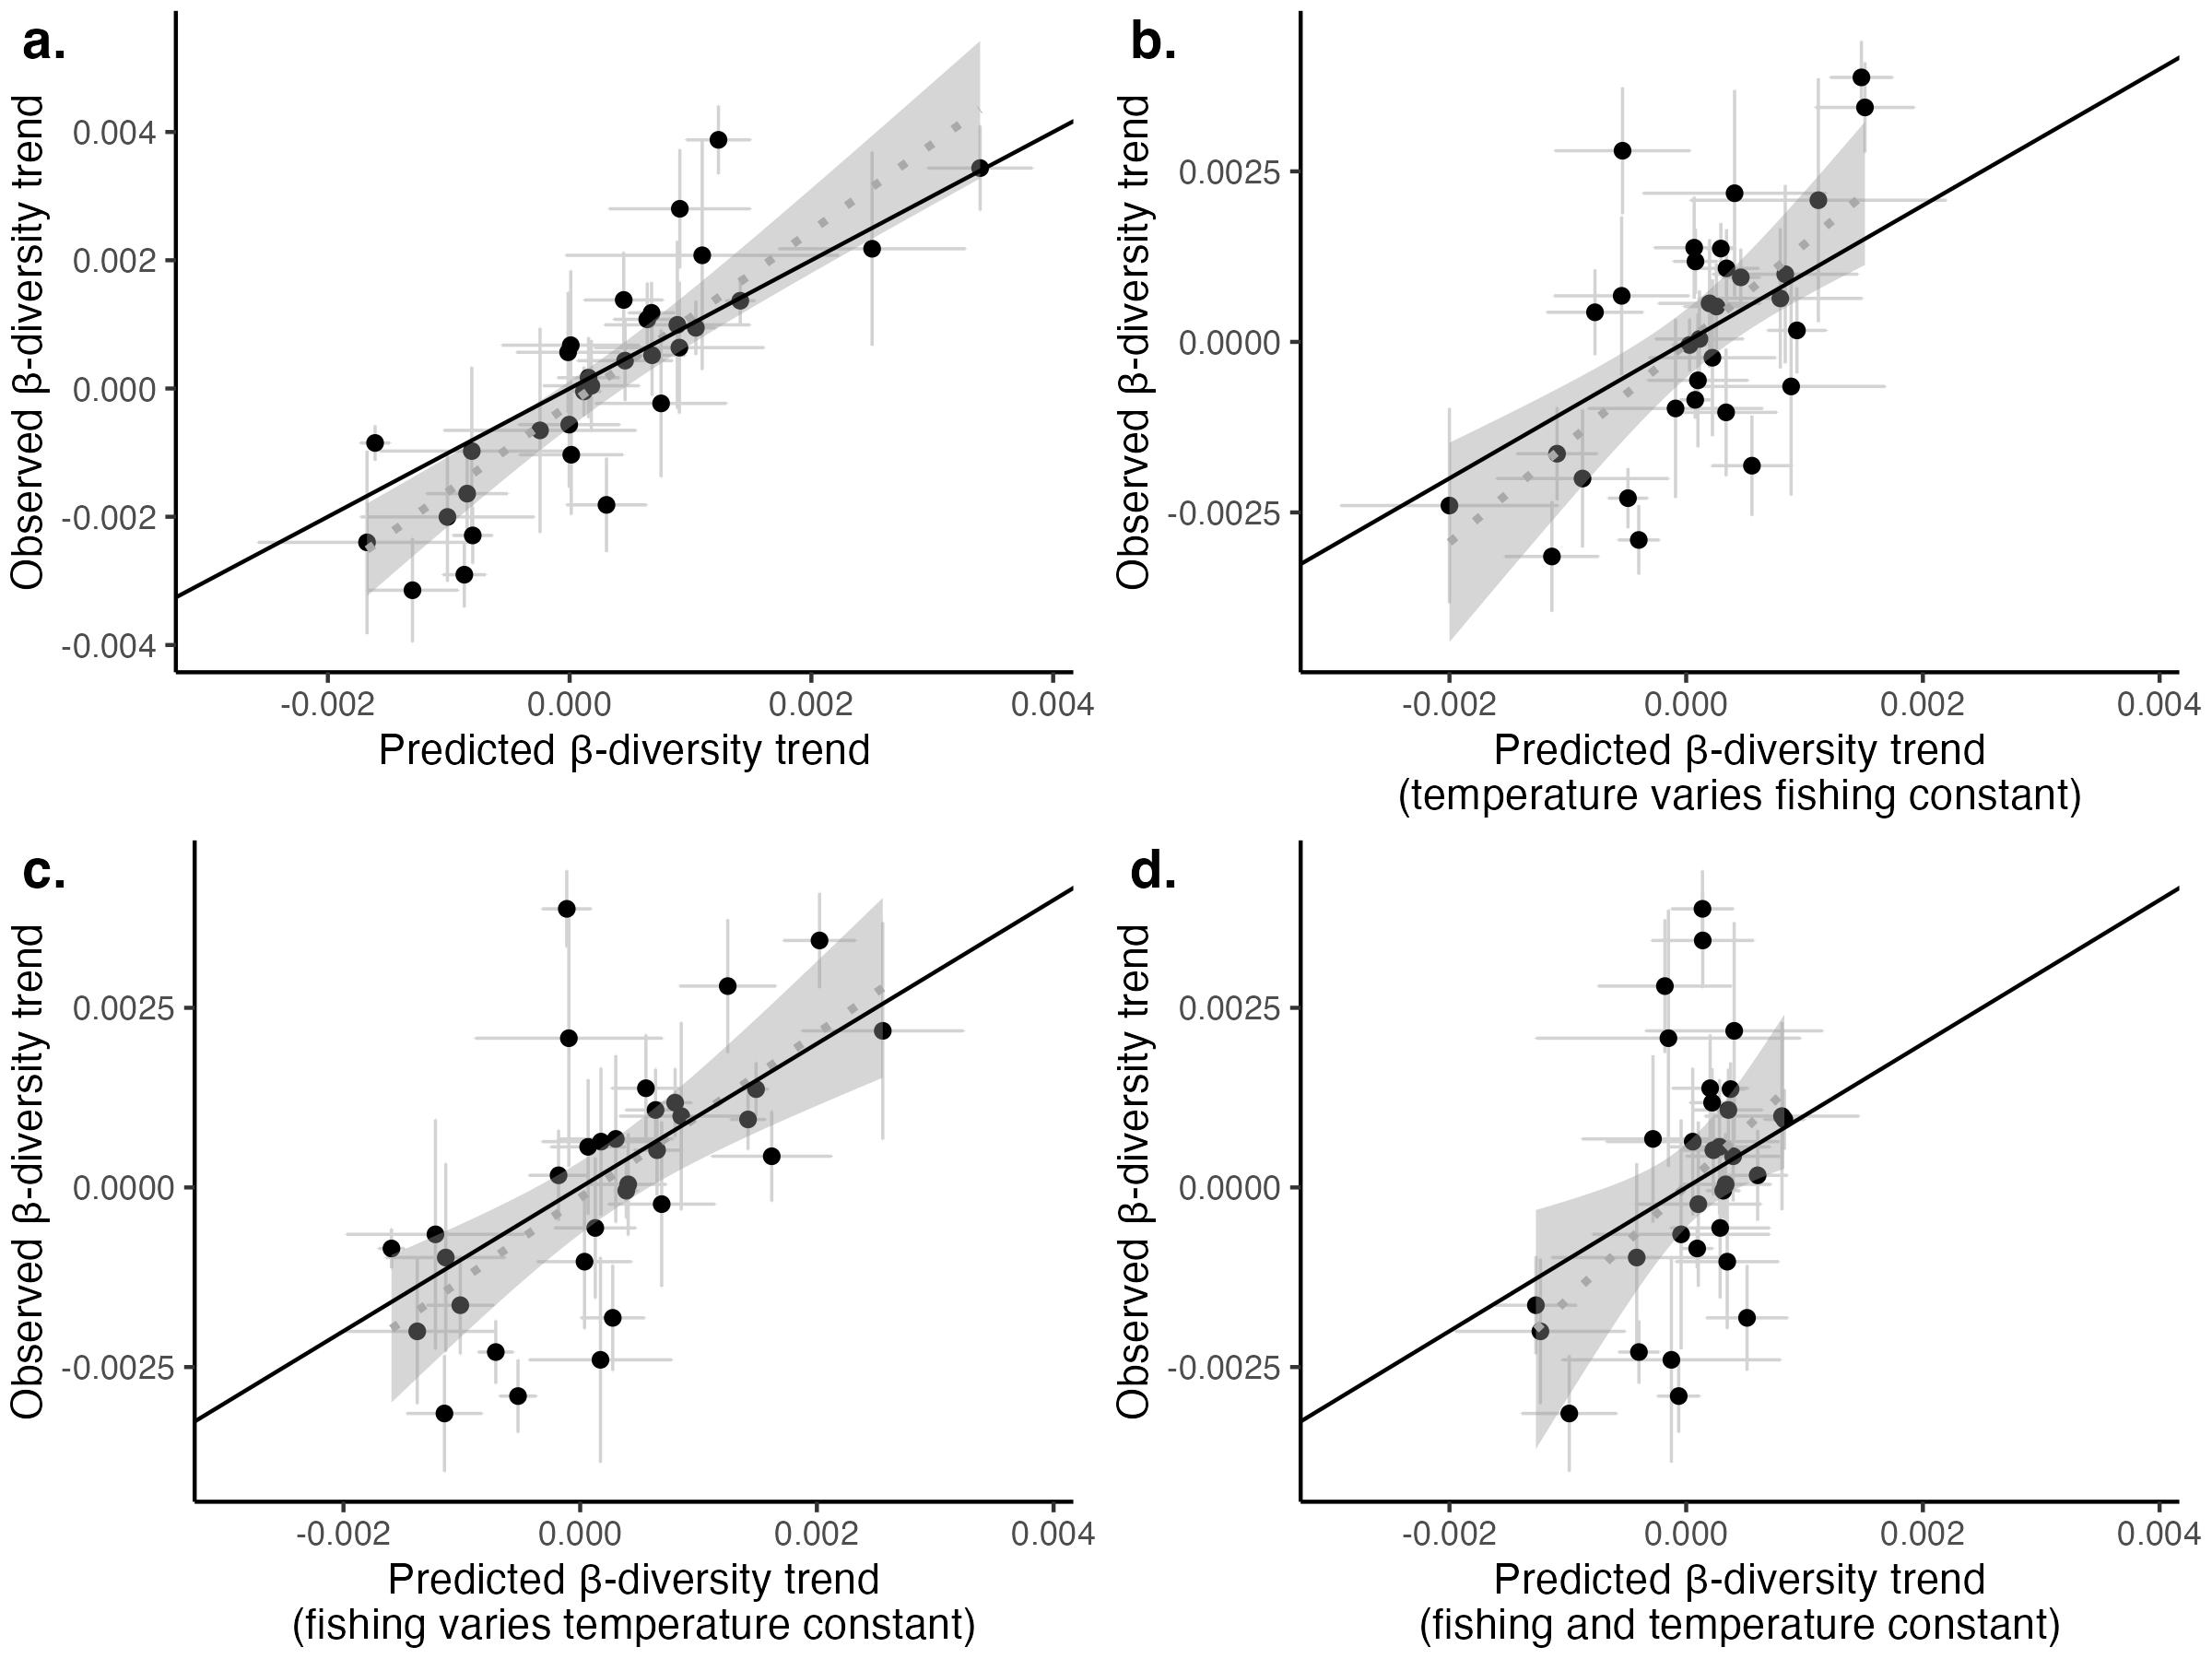 a.
Observed β-diversity trend
0.004
0.002
0.000
-0.002
-0.004
-0.002 0.000 0.002 0.004
Predicted β-diversity trend
b.
Observed β-diversity trend
0.0025
0.0000
-0.0025
-0.002 0.000 0.002 0.004
Predicted β-diversity trend
(temperature varies fishing constant)
c.
Observed β-diversity trend
0.0025
0.0000
-0.0025
-0.002 0.000 0.002 0.004
Predicted β-diversity trend
(fishing varies temperature constant)
d.
Observed β-diversity trend
0.0025
0.0000
-0.0025
-0.002 0.000 0.002 0.004
Predicted β-diversity trend
(fishing and temperature constant)